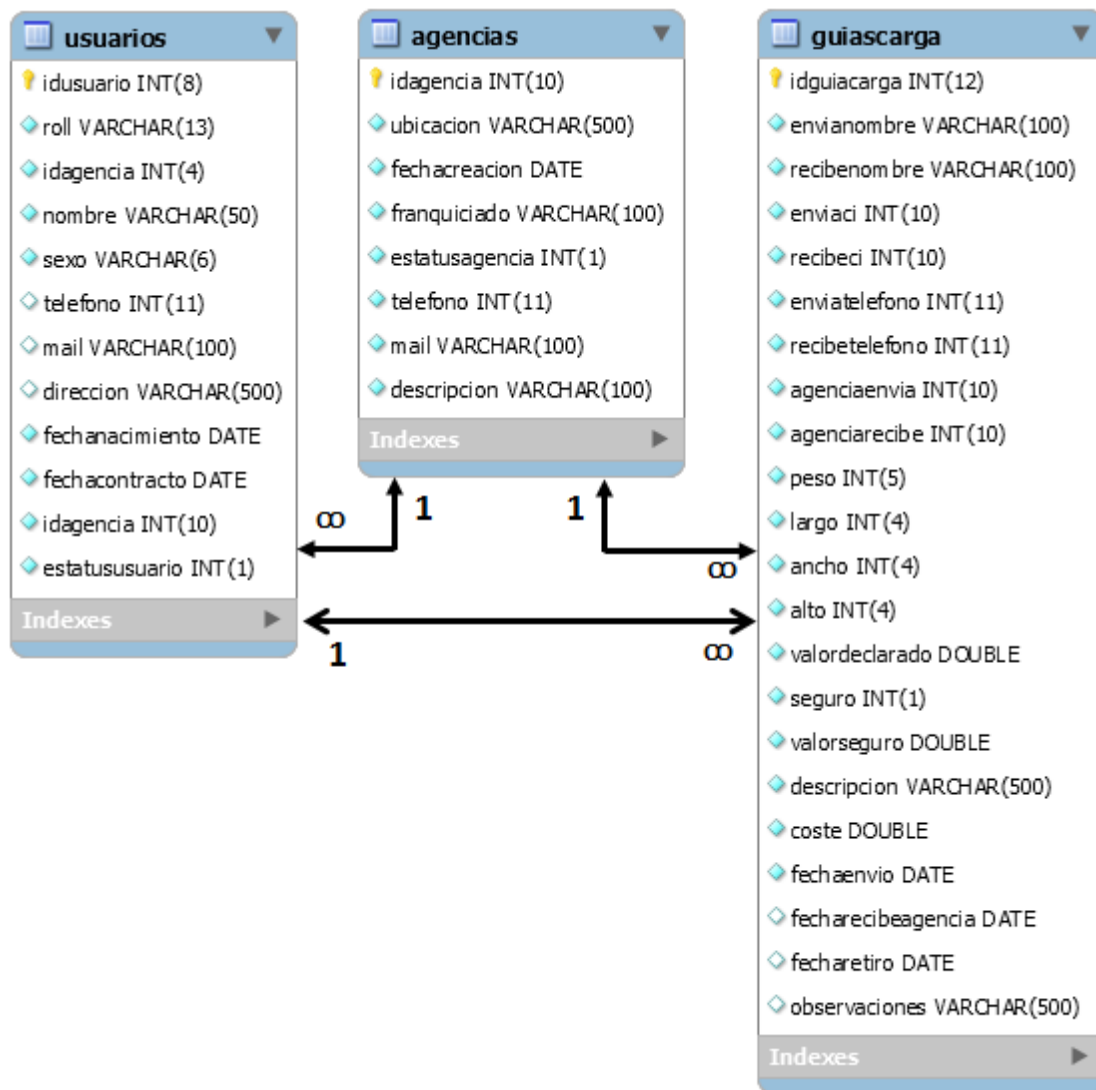 usuarios
idusuario INT(8)
roll VARCHAR(13)
idagencia INT(4)
nombre VARCHAR(50)
sexo VARCHAR(6)
telefono INT(11)
mail VARCHAR(100)
direccion VARCHAR(500)
fechanacimiento DATE
fechacontracto DATE
idagencia INT(10)
estatususuario INT(1)
Indexes
agencias
idagencia INT(10)
ubicacion VARCHAR(500)
fechacreacion DATE
franquiciado VARCHAR(100)
estatusagencia INT(1)
telefono INT(11)
mail VARCHAR(100)
descripcion VARCHAR(100)
Indexes
∞ 1
1 ∞
1 ∞
guiascarga
idguiacarga INT(12)
envianombre VARCHAR(100)
recibenombre VARCHAR(100)
enviaci INT(10)
recibeci INT(10)
enviatelefono INT(11)
recibetelefono INT(11)
agenciaenvia INT(10)
agenciarecibe INT(10)
peso INT(5)
largo INT(4)
ancho INT(4)
alto INT(4)
valordeclarado DOUBLE
seguro INT(1)
valorseguro DOUBLE
descripcion VARCHAR(500)
coste DOUBLE
fechaenvio DATE
fecharecibeagencia DATE
fecharetiro DATE
observaciones VARCHAR(500)
Indexes